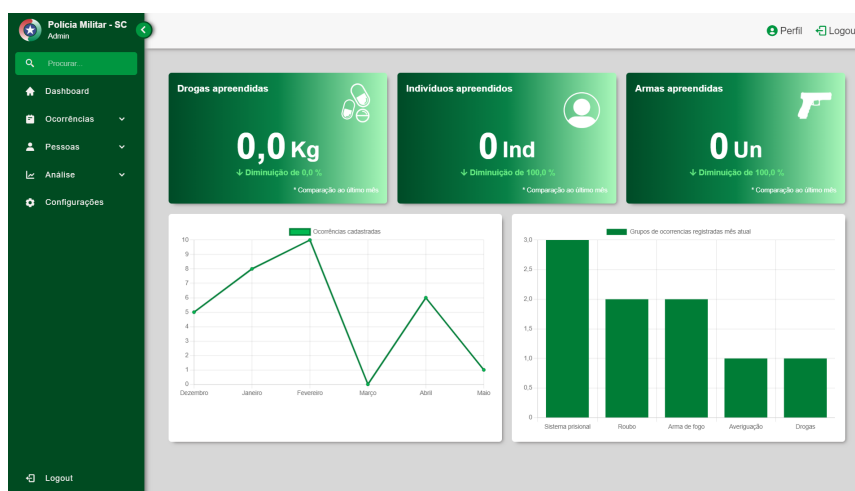 Policia Militar - SC
Admin
Perfil
Logou
Procurar...
Dashboard
Ocorrências
Pessoas
Análise
Configurações
Logout
Drogas apreendidas
0,0 Kg
Diminuição de 0,0 %
* Comparação ao último mês
Indivíduos apreendidos
0 Ind
Diminuição de 100,0 %
* Comparação ao último mês
Armas apreendidas
0 Un
Diminuição de 100,0 %
* Comparação ao último mês
Ocorrências cadastradas
10
9
8
7
6
5
4
3
2
1
0
Dezembro Janeiro Fevereiro Março Abril Maio
Grupos de ocorrencias registradas mês atual
3,0
2,5
2,0
1,5
1,0
0,5
0
Sistema prisional Roubo Arma de fogo Averiguação Drogas